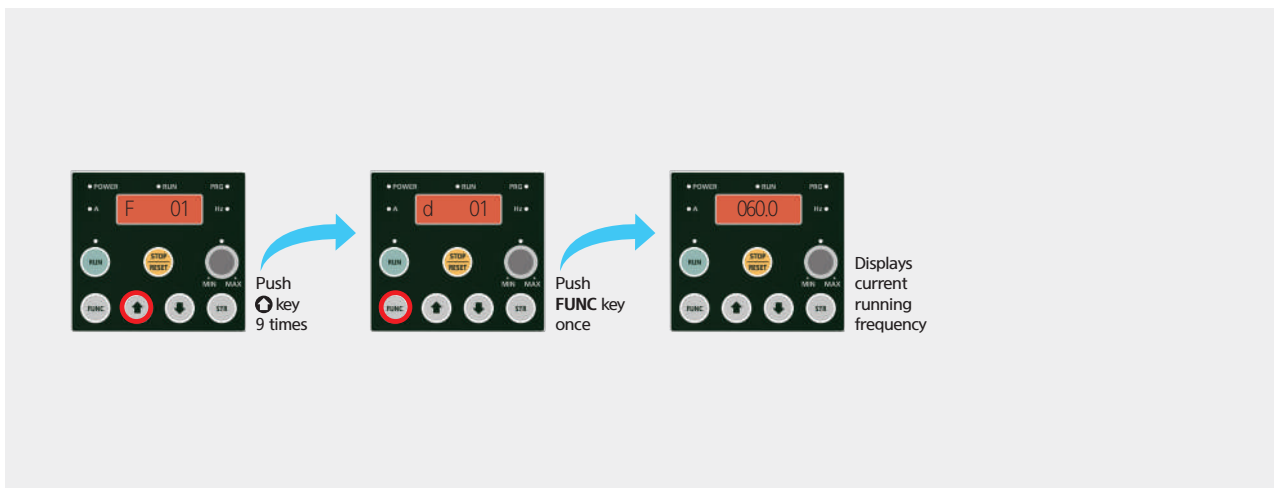 POWER RUN PRG
A F 01 Hz
RUN STOP RESET
MIN MAX
FUNC STR
Push
key
9 times
POWER RUN PRG
A d 01 Hz
RUN STOP RESET
MIN MAX
FUNC STR
Push
FUNC key
once
POWER RUN PRG
A 060.0 Hz
RUN STOP RESET
MIN MAX
FUNC STR
Displays
current
running
frequency